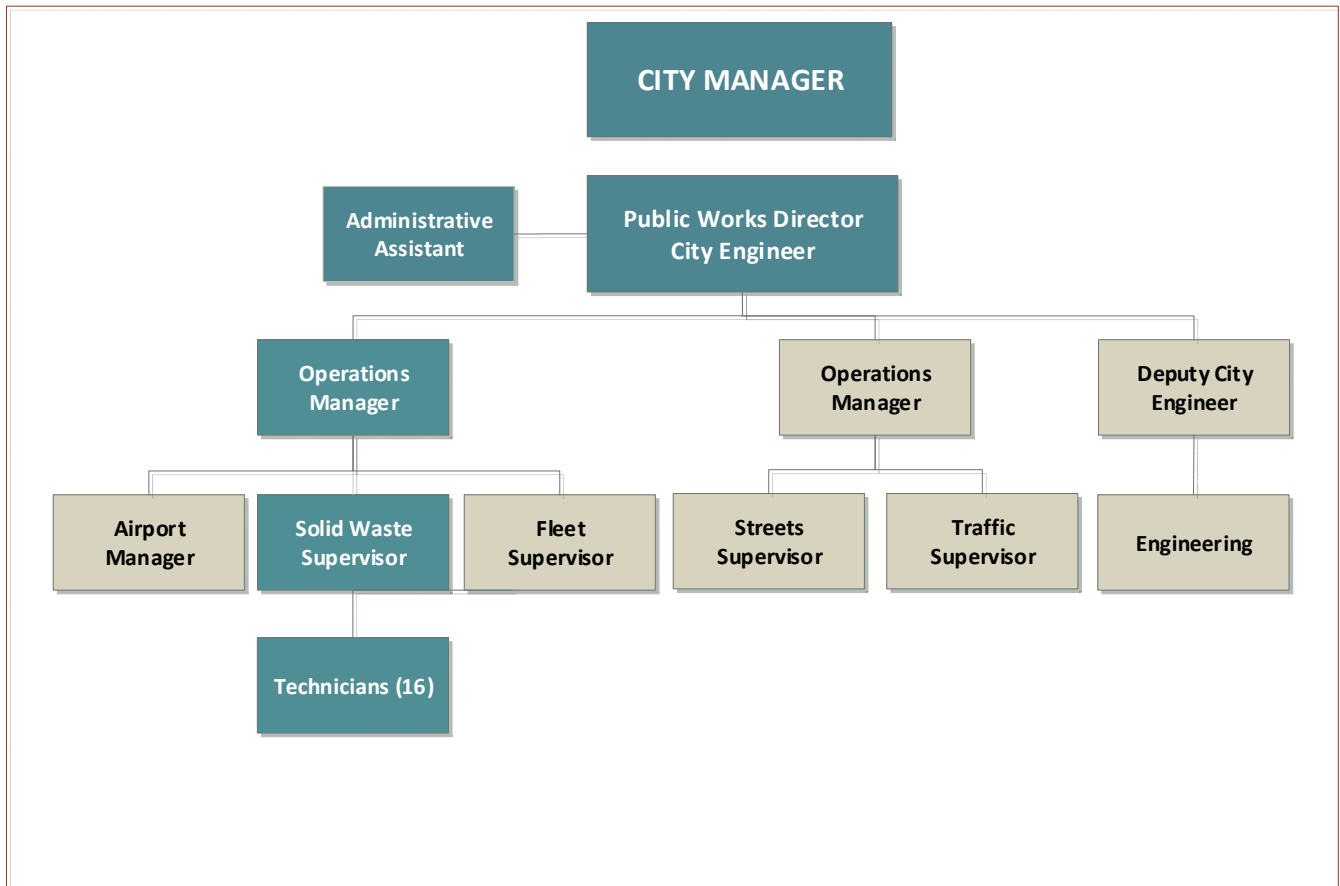 CITY MANAGER
Administrative
Assistant
Public Works Director
City Engineer
Operations
Manager
Operations
Manager
Deputy City
Engineer
Airport
Manager
Solid Waste
Supervisor
Fleet
Supervisor
Streets
Supervisor
Traffic
Supervisor
Engineering
Technicians (16)